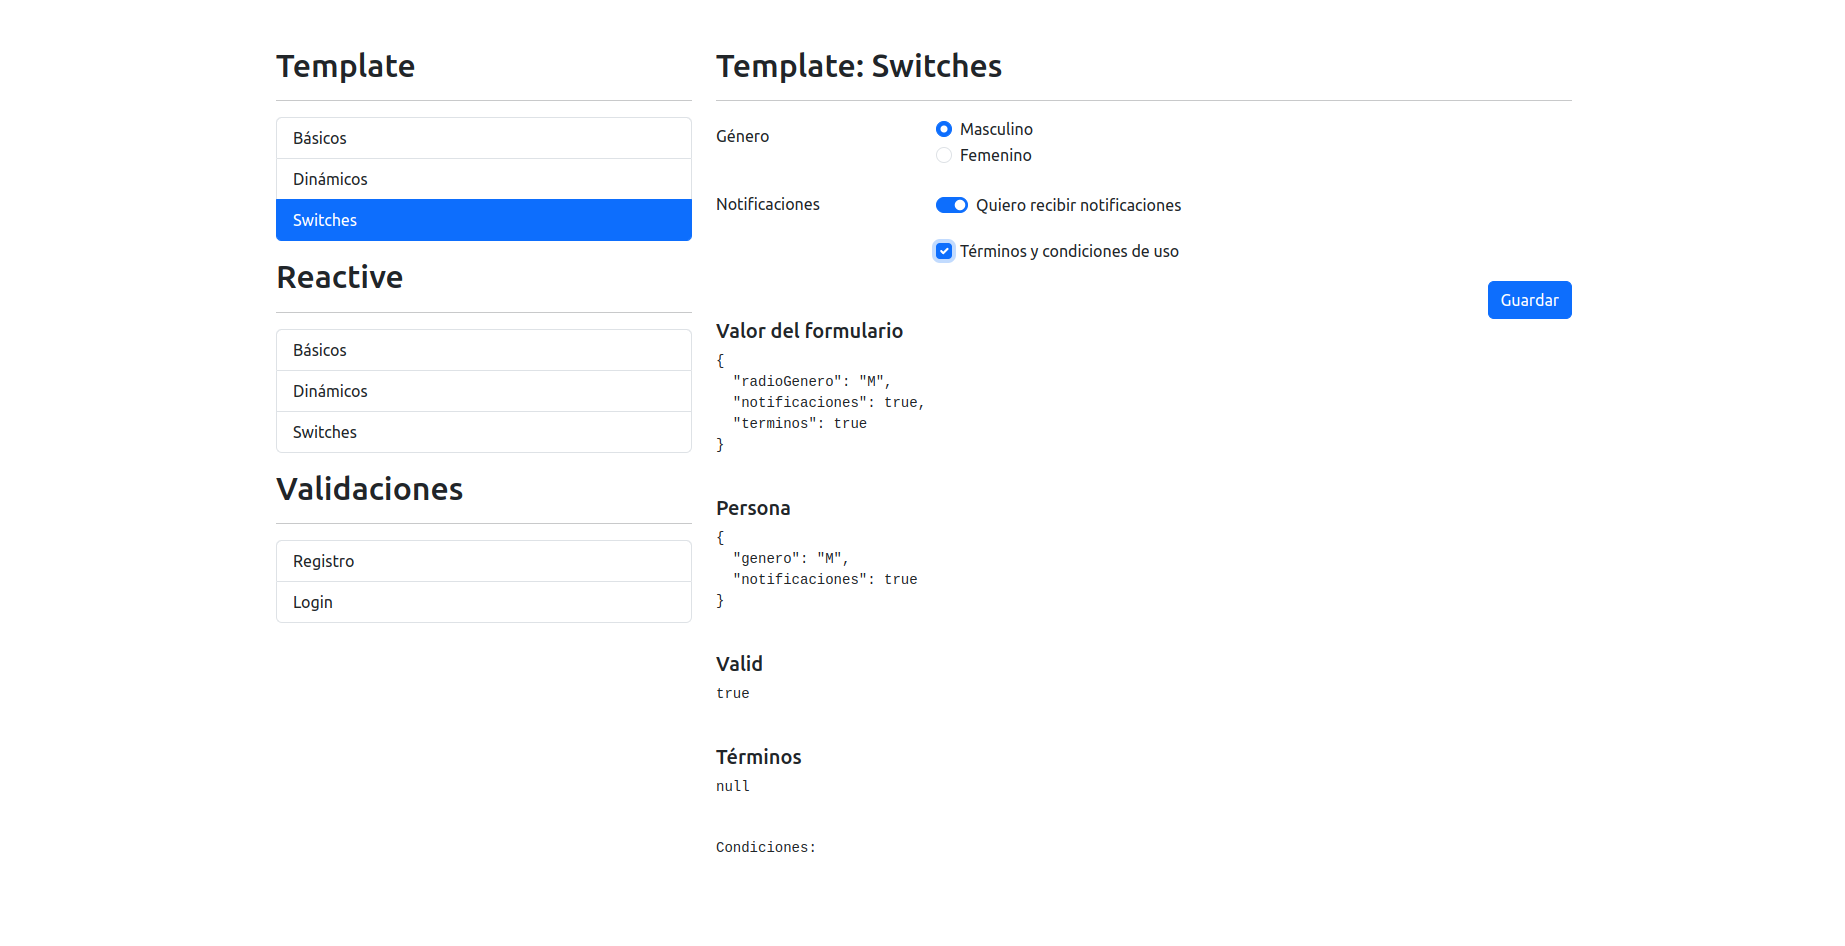 Template
Básicos
Dinámicos
Switches
Reactive
Básicos
Dinámicos
Switches
Validaciones
Registro
Login
Template: Switches
Género
Masculino
Femenino
Notificaciones
Quiero recibir notificaciones
Términos y condiciones de uso
Guardar
Valor del formulario
{
  "radioGenero": "M",
  "notificaciones": true,
  "terminos": true
}
Persona
{
  "genero": "M",
  "notificaciones": true
}
Valid
true
Términos
null
Condiciones: